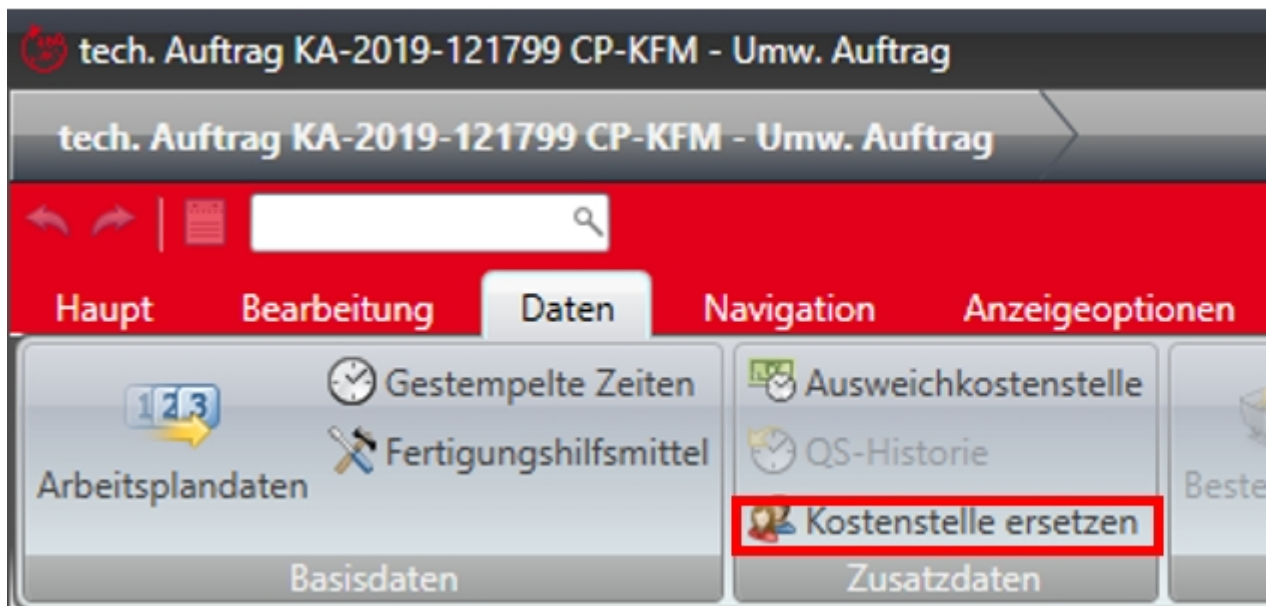 tech. Auftrag KA-2019-121799 CP-KFM - Umw. Auftrag
tech. Auftrag KA-2019-121799 CP-KFM - Umw. Auftrag
Haupt Bearbeitung Daten Navigation Anzeigeoptionen
123
Arbeitsplandaten
Gestempelte Zeiten
Fertigungshilfsmittel
Basisdaten
Ausweichkostenstelle
QS-Historie
Kostenstelle ersetzen
Zusatzdaten